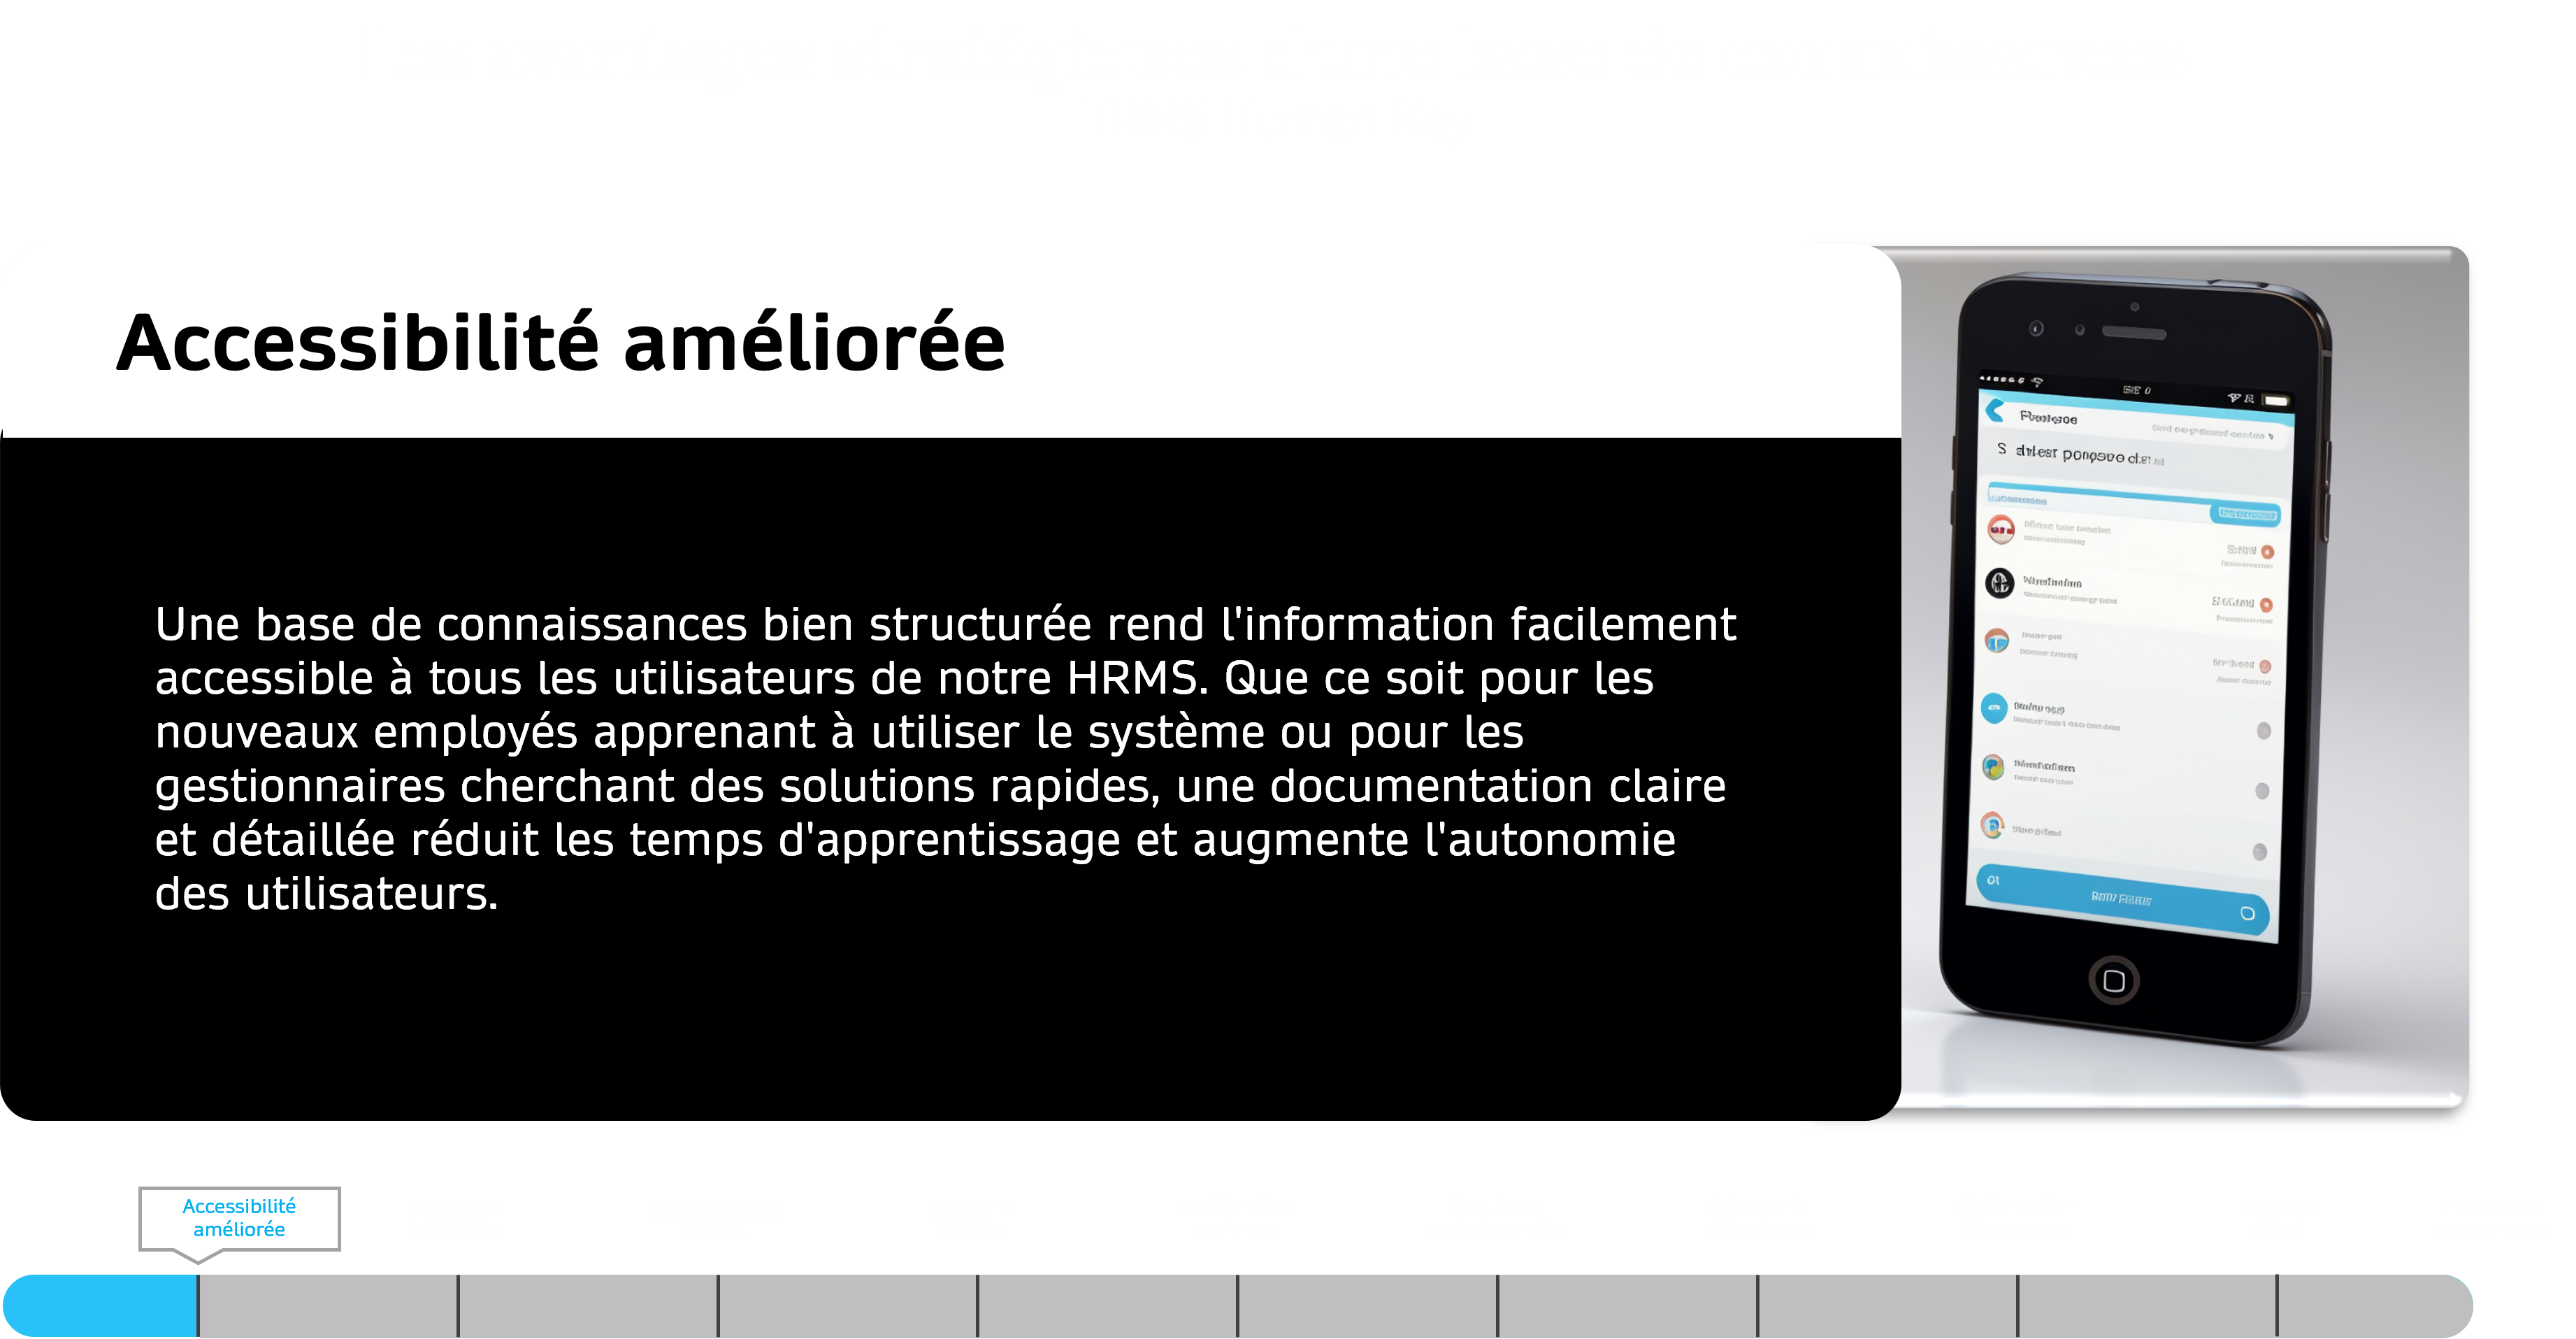 Accessibilité améliorée
Une base de connaissances bien structurée rend l'information facilement
accessible à tous les utilisateurs de notre HRMS. Que ce soit pour les
nouveaux employés apprenant à utiliser le système ou pour les
gestionnaires cherchant des solutions rapides, une documentation claire
et détaillée réduit les temps d'apprentissage et augmente l'autonomie
des utilisateurs.
Accessibilité
améliorée